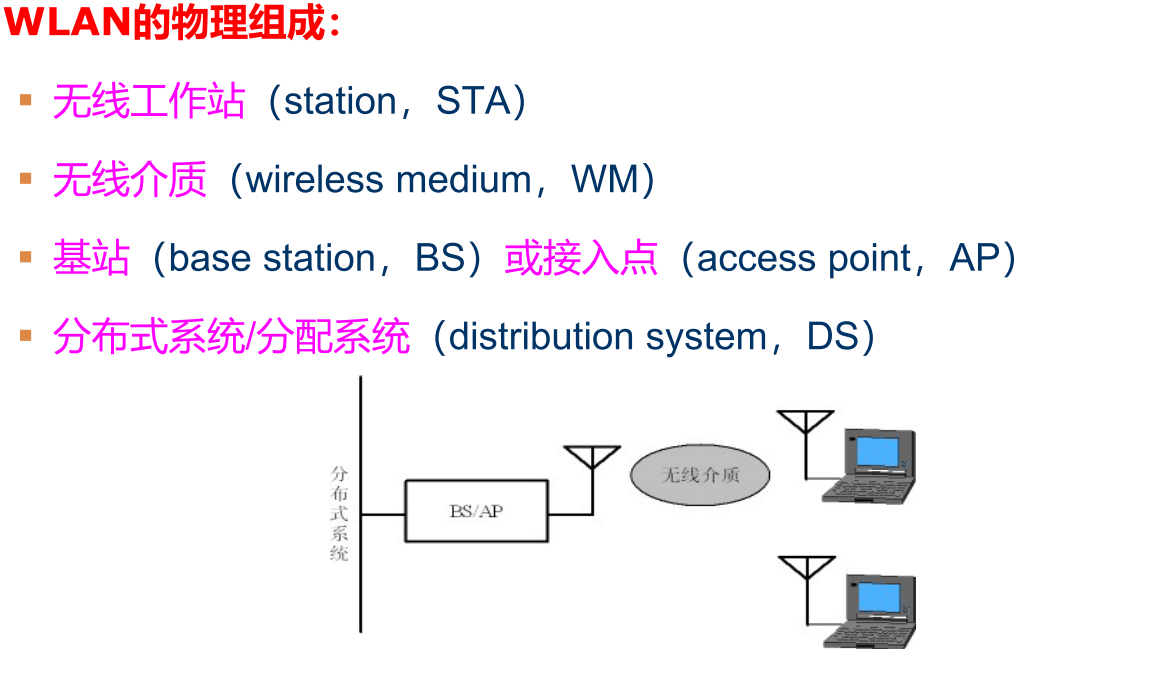 WLAN的物理组成：
▪ 无线工作站（station，STA）
▪ 无线介质（wireless medium，WM）
▪ 基站（base station，BS）或接入点（access point，AP）
▪ 分布式系统/分配系统（distribution system，DS）
分布式系统
BS/AP
无线介质